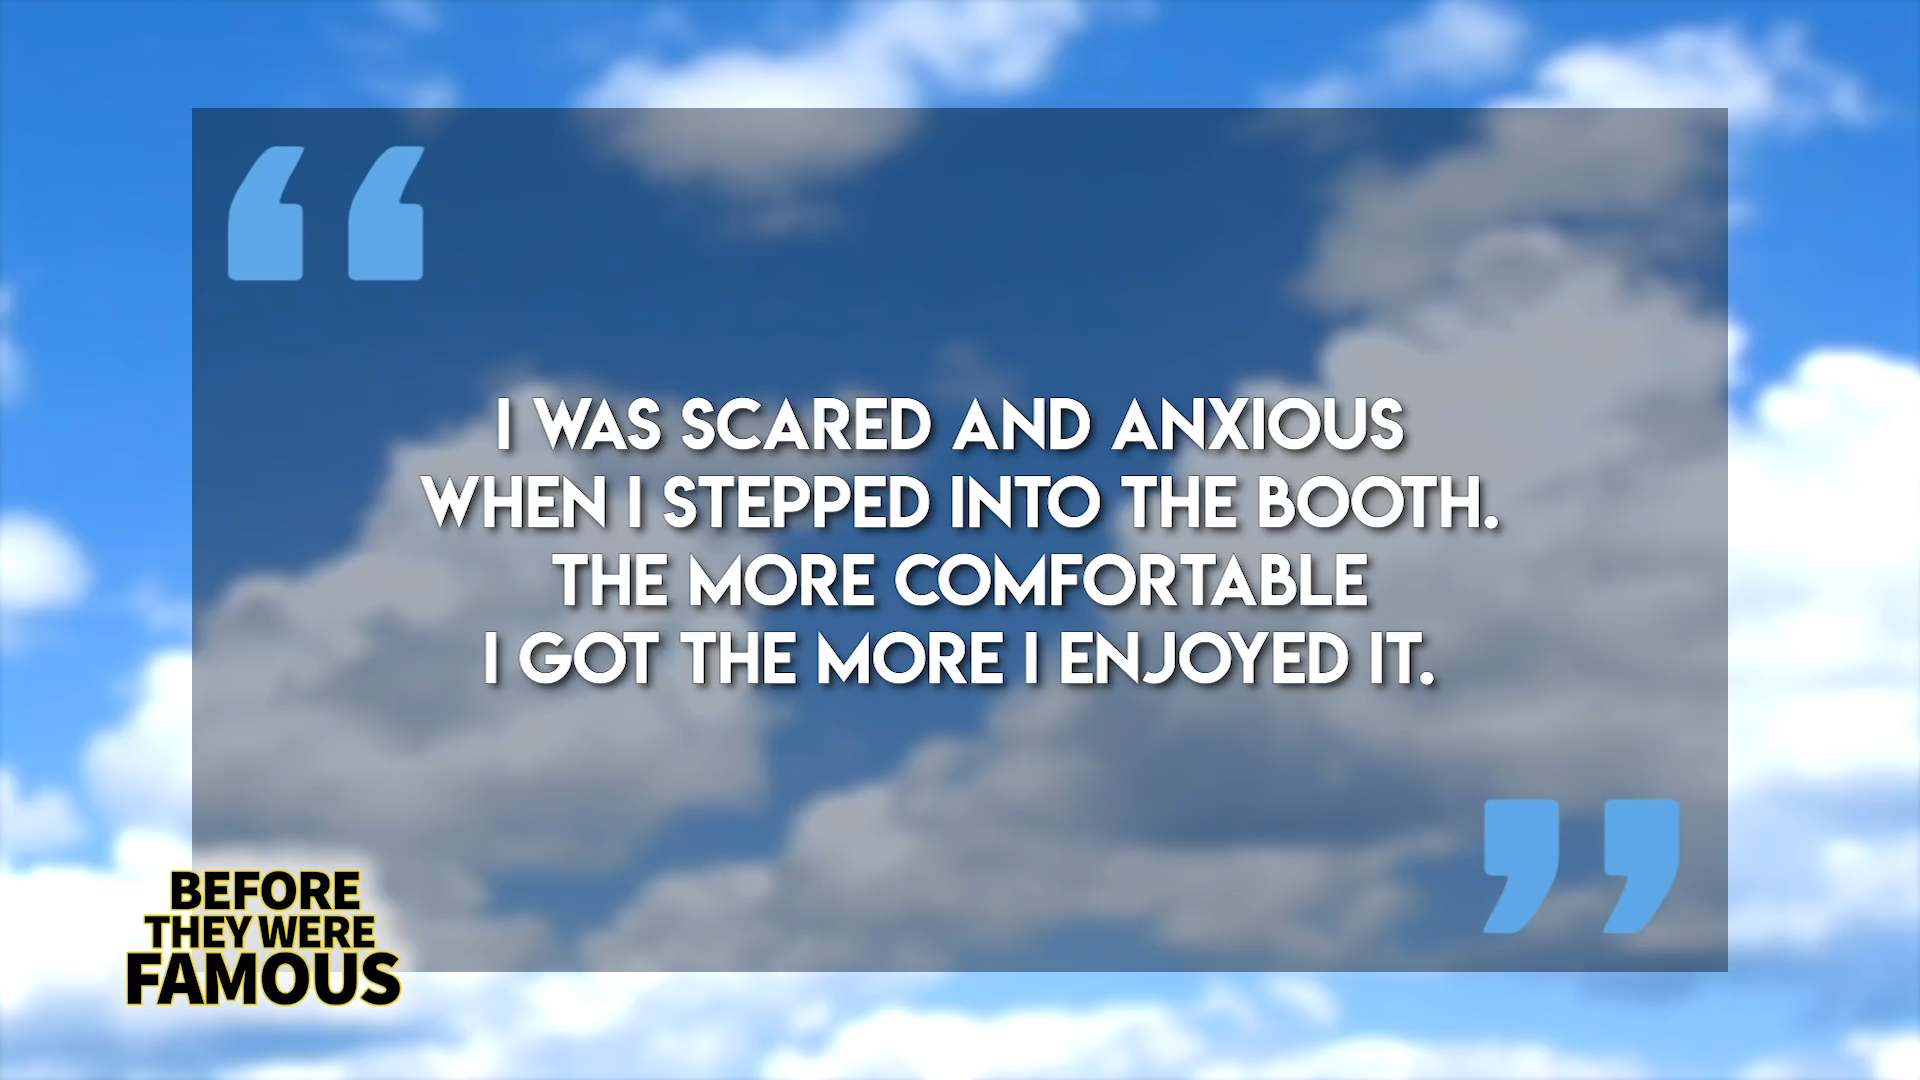 I WAS SCARED AND ANXIOUS
WHEN I STEPPED INTO THE BOOTH.
THE MORE COMFORTABLE
I GOT THE MORE I ENJOYED IT.
BEFORE
THEY WERE
FAMOUS